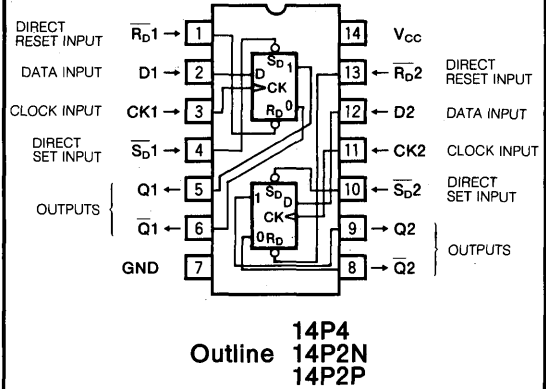 DIRECT
RESET INPUT
R̅D1
1
14
VCC
DATA INPUT
D1
2
13
R̅D2
DIRECT
RESET INPUT
CLOCK INPUT
CK1
3
12
D2
DATA INPUT
DIRECT
SET INPUT
S̅D1
4
11
CK2
CLOCK INPUT
OUTPUTS
Q1
5
10
S̅D2
DIRECT
SET INPUT
Q̅1
6
9
Q2
OUTPUTS
GND
7
8
Q̅2
SD 1
D
CK
RD 0
SD
1 D
CK
0 RD
Outline 14P4
14P2N
14P2P